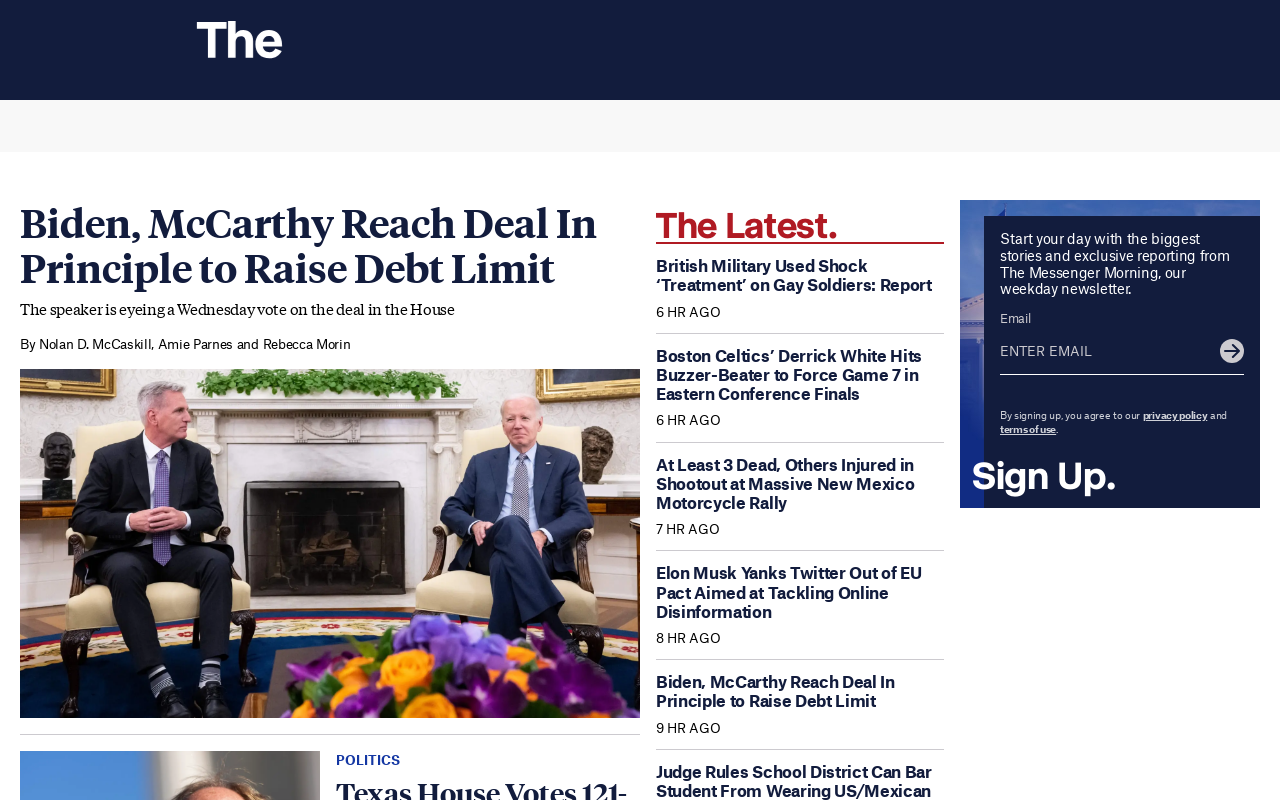 The
Biden, McCarthy Reach Deal In
Principle to Raise Debt Limit
The speaker is eyeing a Wednesday vote on the deal in the House
By Nolan D. McCaskill, Amie Parnes and Rebecca Morin
POLITICS
Texas House Votes 121-
The Latest.
British Military Used Shock
‘Treatment’ on Gay Soldiers: Report
6 HR AGO
Boston Celtics’ Derrick White Hits
Buzzer-Beater to Force Game 7 in
Eastern Conference Finals
6 HR AGO
At Least 3 Dead, Others Injured in
Shootout at Massive New Mexico
Motorcycle Rally
7 HR AGO
Elon Musk Yanks Twitter Out of EU
Pact Aimed at Tackling Online
Disinformation
8 HR AGO
Biden, McCarthy Reach Deal In
Principle to Raise Debt Limit
9 HR AGO
Judge Rules School District Can Bar
Student From Wearing US/Mexican
Start your day with the biggest
stories and exclusive reporting from
The Messenger Morning, our
weekday newsletter.
Email
ENTER EMAIL
By signing up, you agree to our privacy policy and
terms of use.
Sign Up.